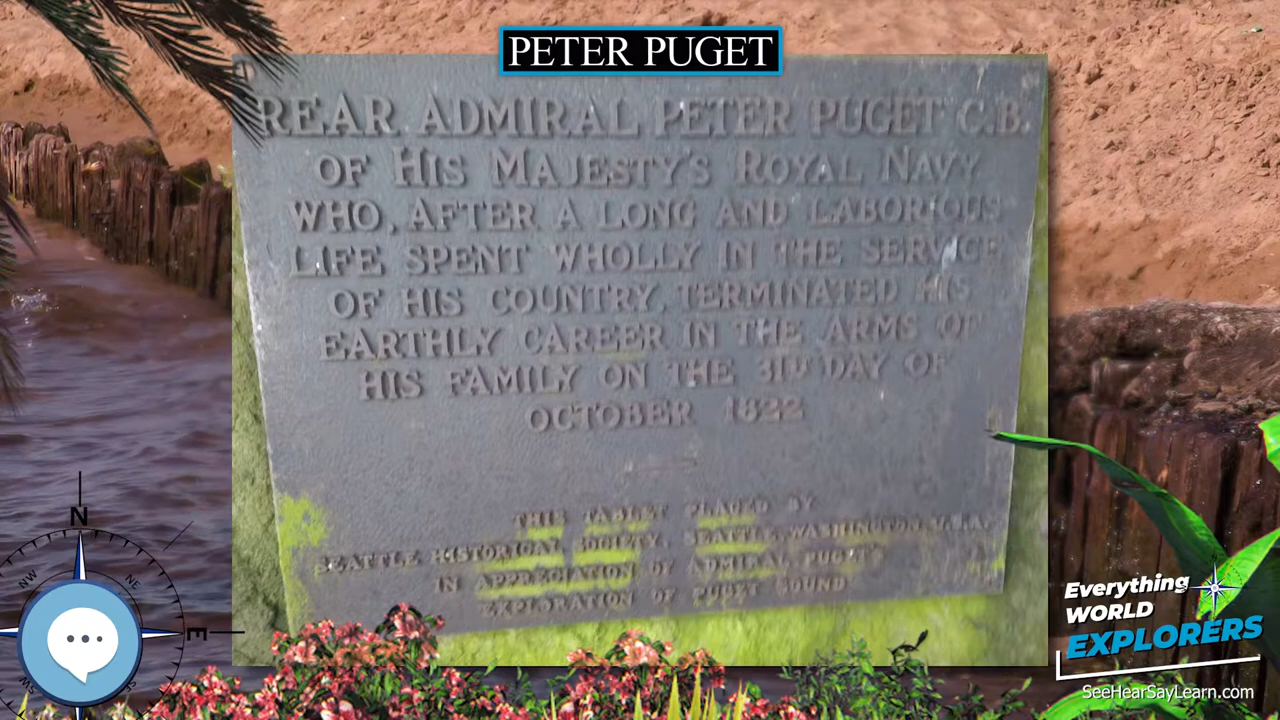 PETER PUGET
REAR ADMIRAL PETER PUGET C.B.
OF HIS MAJESTY'S ROYAL NAVY
WHO, AFTER A LONG AND LABORIOUS
LIFE SPENT WHOLLY IN THE SERVICE
OF HIS COUNTRY, TERMINATED HIS
EARTHLY CAREER IN THE ARMS OF
HIS FAMILY ON THE 31ST DAY OF
OCTOBER 1822
THIS TABLET PLACED BY
SEATTLE HISTORICAL SOCIETY, SEATTLE, WASHINGTON, U.S.A.
IN APPRECIATION OF ADMIRAL PUGET'S
EXPLORATION OF PUGET SOUND
N
NW
NE
E
Everything
WORLD
EXPLORERS
SeeHearSayLearn.com